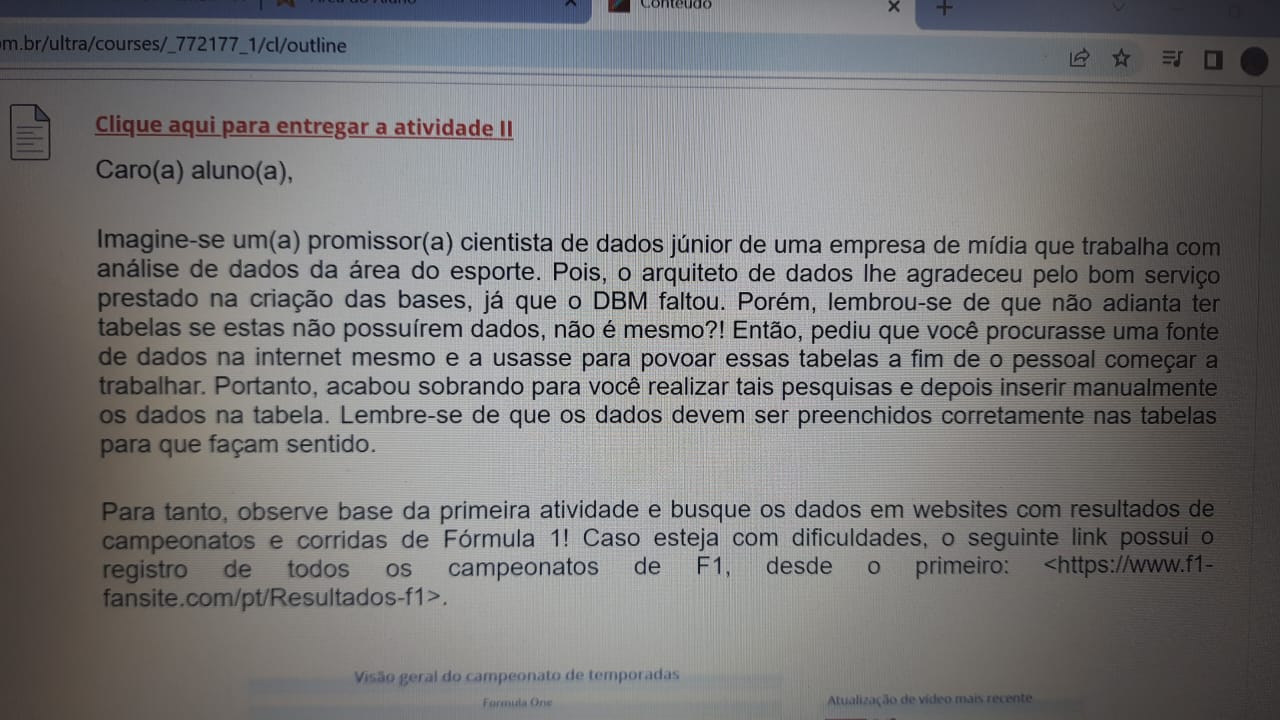 Conteúdo
m.br/ultra/courses/_772177_1/cl/outline
Clique aqui para entregar a atividade II
Caro(a) aluno(a),
Imagine-se um(a) promissor(a) cientista de dados júnior de uma empresa de mídia que trabalha com
análise de dados da área do esporte. Pois, o arquiteto de dados lhe agradeceu pelo bom serviço
prestado na criação das bases, já que o DBM faltou. Porém, lembrou-se de que não adianta ter
tabelas se estas não possuírem dados, não é mesmo?! Então, pediu que você procurasse uma fonte
de dados na internet mesmo e a usasse para povoar essas tabelas a fim de o pessoal começar a
trabalhar. Portanto, acabou sobrando para você realizar tais pesquisas e depois inserir manualmente
os dados na tabela. Lembre-se de que os dados devem ser preenchidos corretamente nas tabelas
para que façam sentido.
Para tanto, observe base da primeira atividade e busque os dados em websites com resultados de
campeonatos e corridas de Fórmula 1! Caso esteja com dificuldades, o seguinte link possui o
registro de todos os campeonatos de F1, desde o primeiro: <https://www.f1-
fansite.com/pt/Resultados-f1>.
Visão geral do campeonato de temporadas
Formula One
Atualização de vídeo mais recente